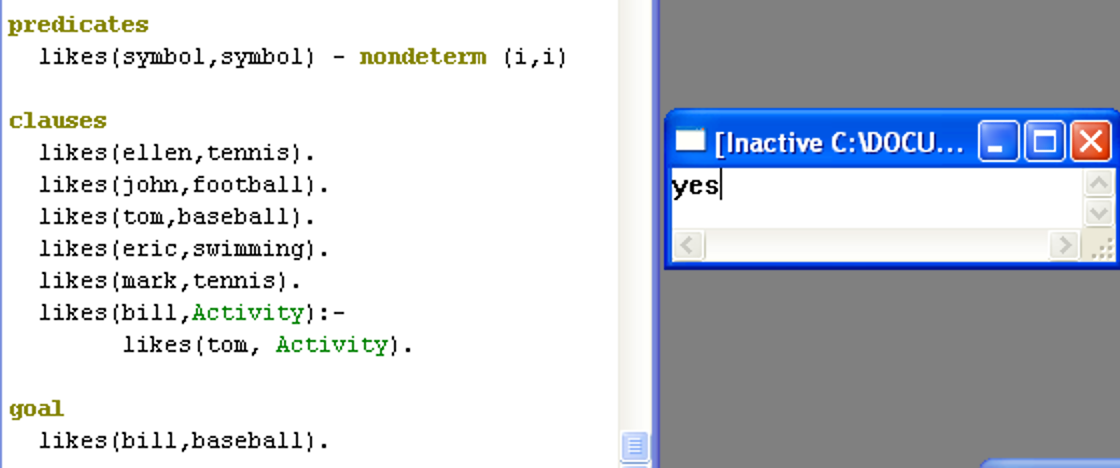 predicates
likes(symbol,symbol) - nondeterm (i,i)
clauses
likes(ellen,tennis).
likes(john,football).
likes(tom,baseball).
likes(eric,swimming).
likes(mark,tennis).
likes(bill,Activity):-
likes(tom, Activity).
goal
likes(bill,baseball).
[Inactive C:\DOCU...
yes